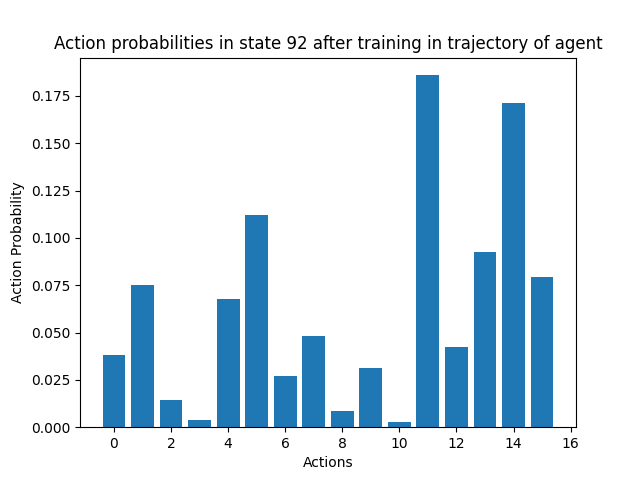 Action probabilities in state 92 after training in trajectory of agent
0.175
0.150
0.125
0.100
0.075
0.050
0.025
0.000
Action Probability
0 2 4 6 8 10 12 14 16
Actions